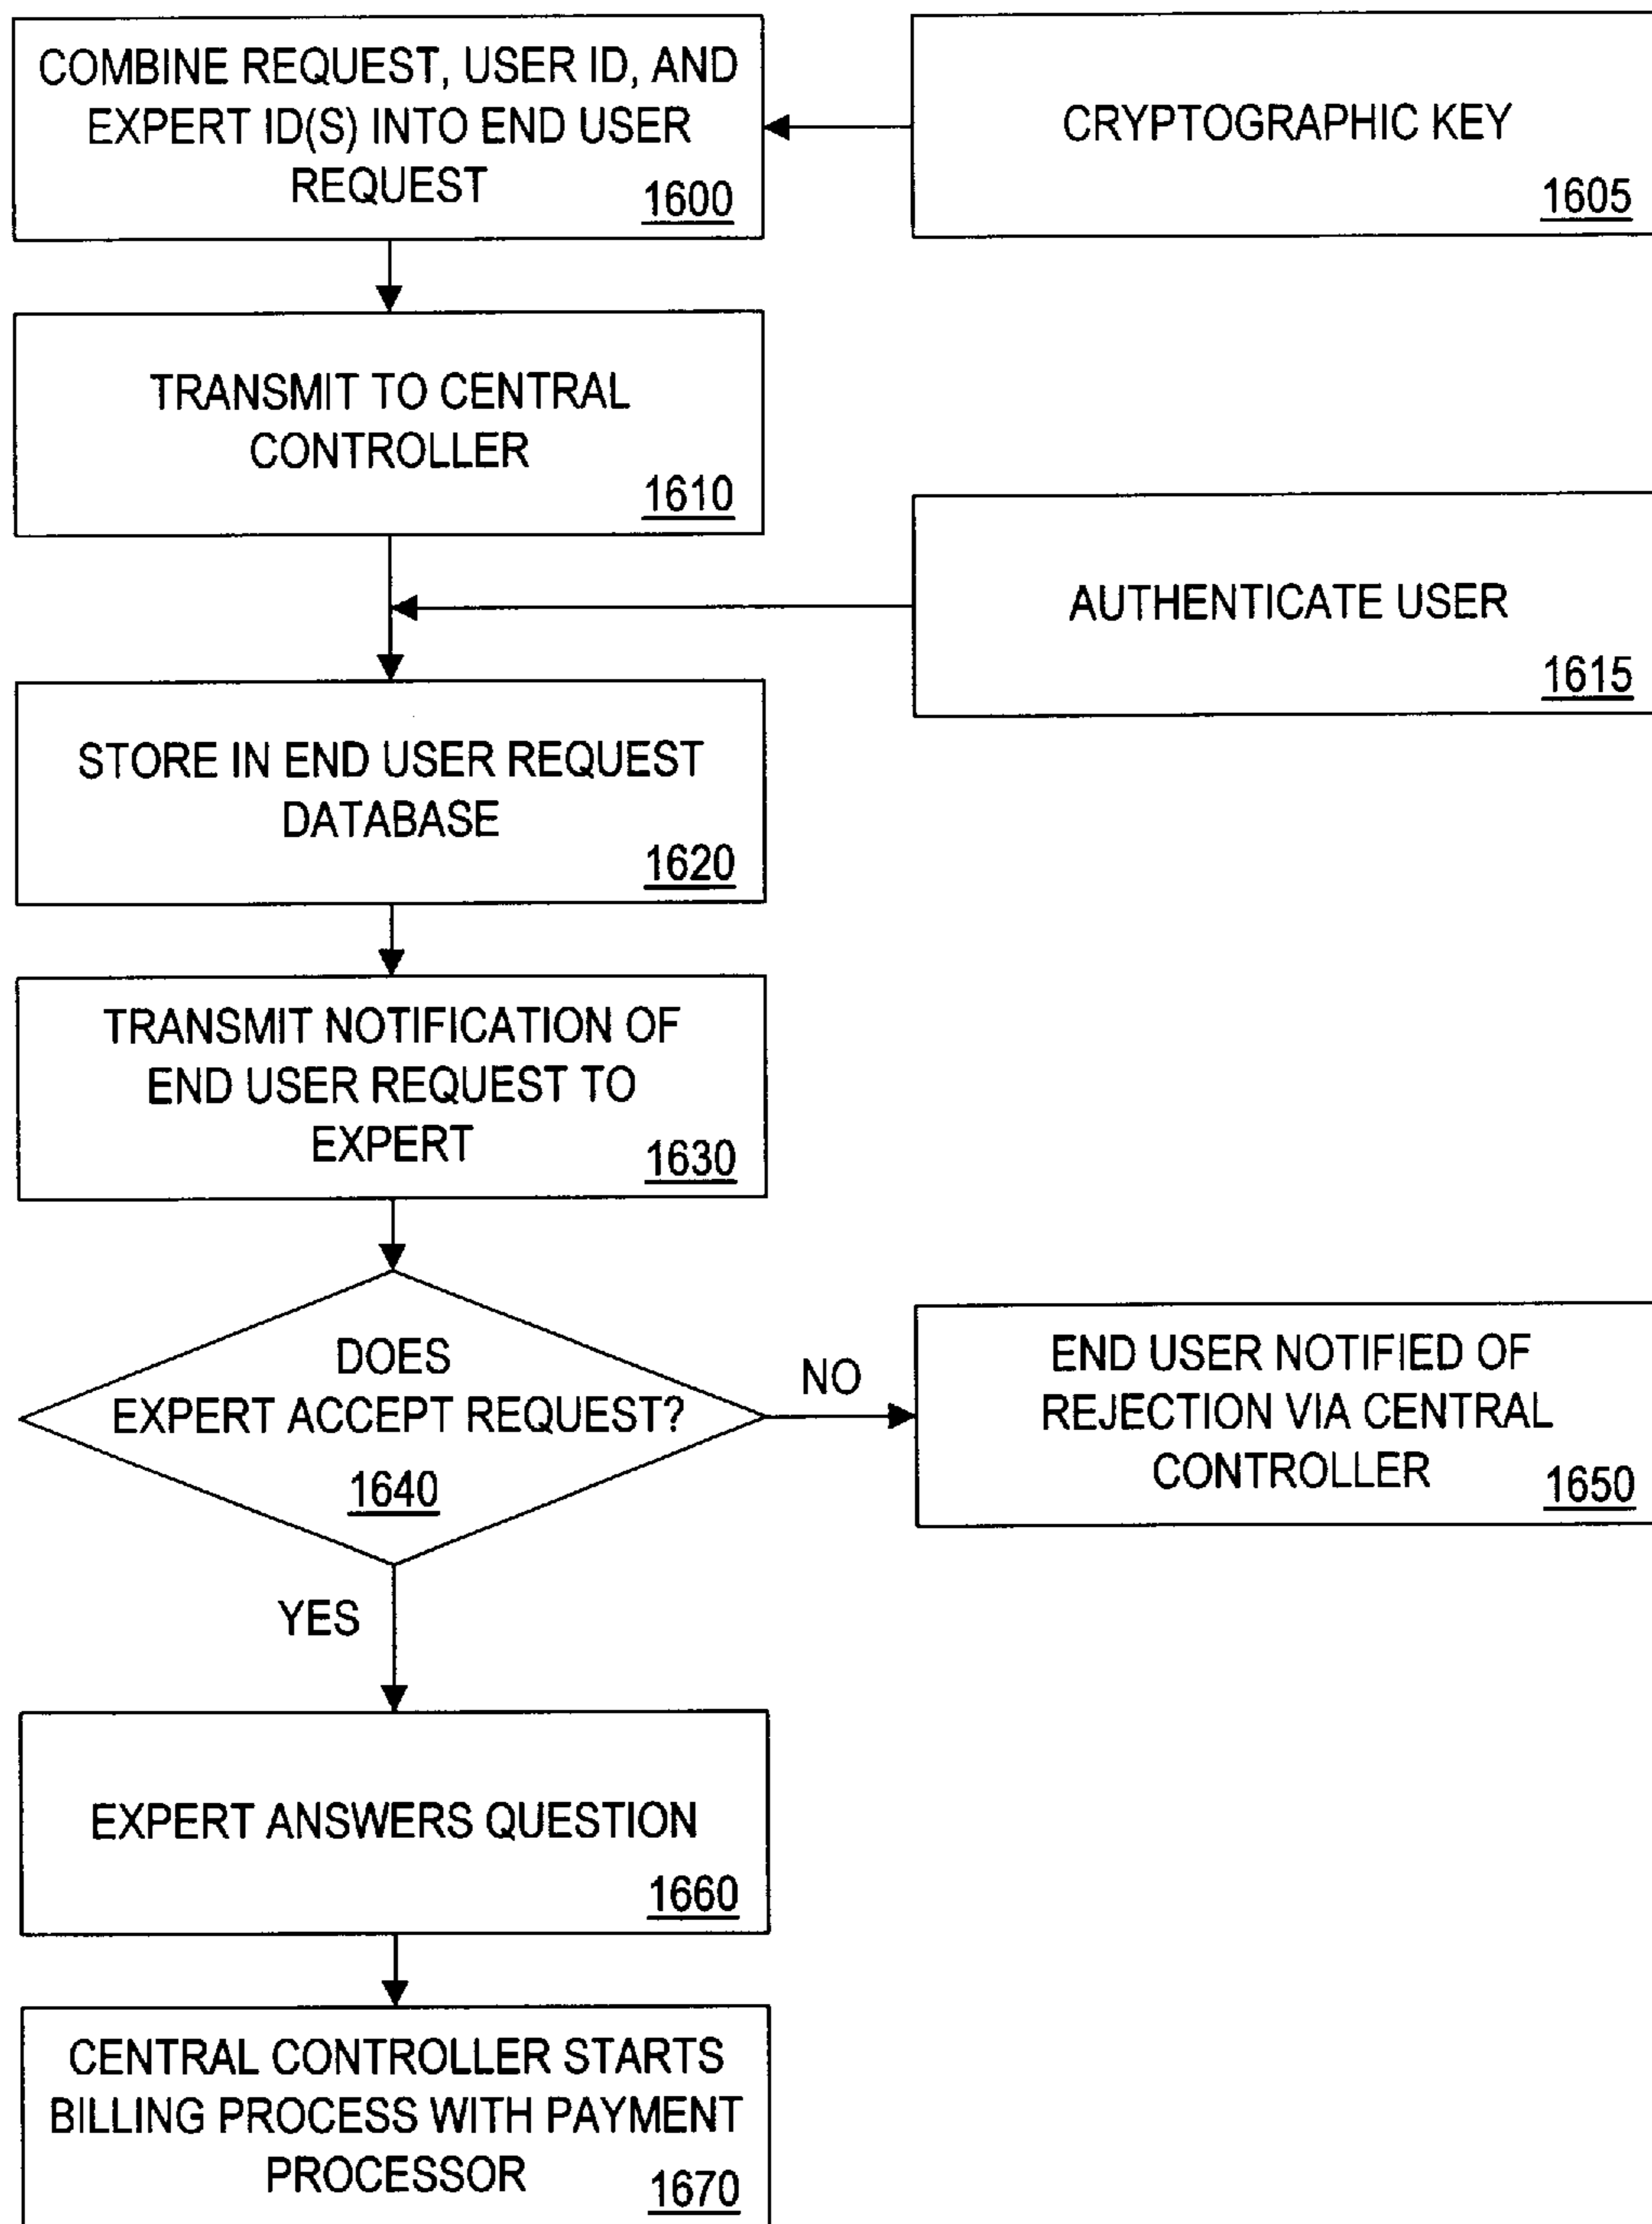 COMBINE REQUEST, USER ID, AND
EXPERT ID(S) INTO END USER
REQUEST
1600
CRYPTOGRAPHIC KEY
1605
TRANSMIT TO CENTRAL
CONTROLLER
1610
AUTHENTICATE USER
1615
STORE IN END USER REQUEST
DATABASE
1620
TRANSMIT NOTIFICATION OF
END USER REQUEST TO
EXPERT
1630
DOES
EXPERT ACCEPT REQUEST?
1640
NO
END USER NOTIFIED OF
REJECTION VIA CENTRAL
CONTROLLER
1650
YES
EXPERT ANSWERS QUESTION
1660
CENTRAL CONTROLLER STARTS
BILLING PROCESS WITH PAYMENT
PROCESSOR
1670